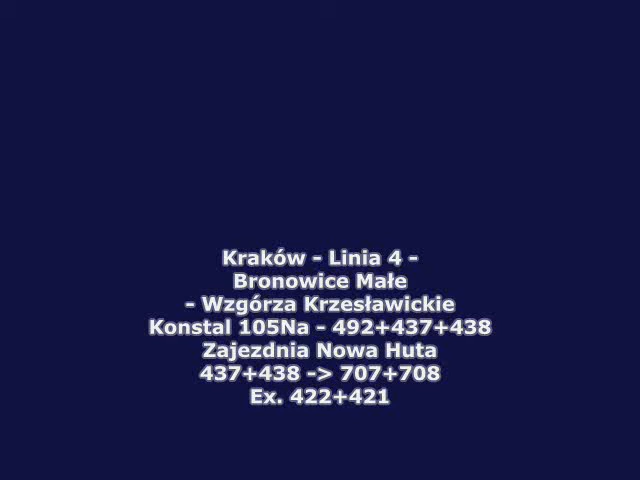 Kraków - Linia 4 -
Bronowice Małe
- Wzgórza Krzesławickie
Konstal 105Na - 492+437+438
Zajezdnia Nowa Huta
437+438 -> 707+708
Ex. 422+421